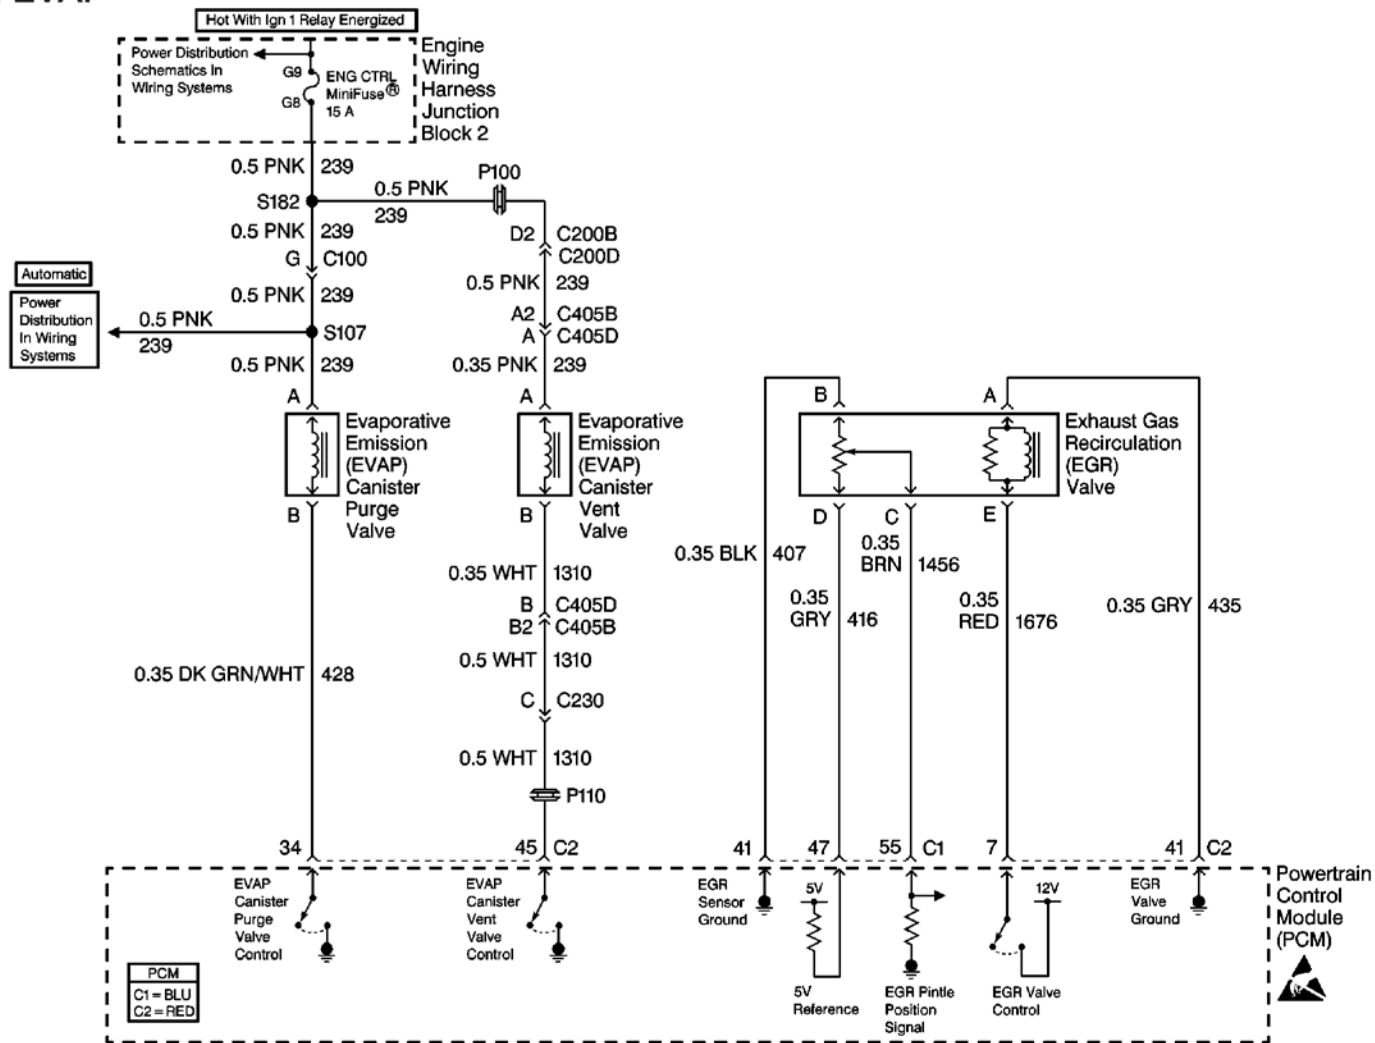 Hot With Ign 1 Relay Energized
Power Distribution
Schematics In
Wiring Systems
G9
G8
ENG CTRL
MiniFuse®
15 A
Engine
Wiring
Harness
Junction
Block 2
0.5 PNK 239
S182
0.5 PNK
239
P100
0.5 PNK 239
G C100
D2 C200B
C200D
Automatic
Power
Distribution
In Wiring
Systems
0.5 PNK 239
0.5 PNK 239
0.5 PNK
239
S107
A2 C405B
A C405D
0.5 PNK 239
0.35 PNK 239
A
A
B
A
Evaporative
Emission
(EVAP)
Canister
Purge
Valve
Evaporative
Emission
(EVAP)
Canister
Vent
Valve
Exhaust Gas
Recirculation
(EGR)
Valve
B
B
D
C
E
0.35 BLK 407
0.35
BRN 1456
0.35 WHT 1310
B C405D
B2 C405B
0.35
GRY 416
0.35
RED 1676
0.35 GRY 435
0.35 DK GRN/WHT 428
0.5 WHT 1310
C C230
0.5 WHT 1310
P110
34
45 C2
41
47
55 C1
7
41 C2
EVAP
Canister
Purge
Valve
Control
EVAP
Canister
Vent
Valve
Control
EGR
Sensor
Ground
5V
12V
EGR
Valve
Ground
Powertrain
Control
Module
(PCM)
PCM
C1 = BLU
C2 = RED
5V
Reference
EGR Pintle
Position
Signal
EGR Valve
Control